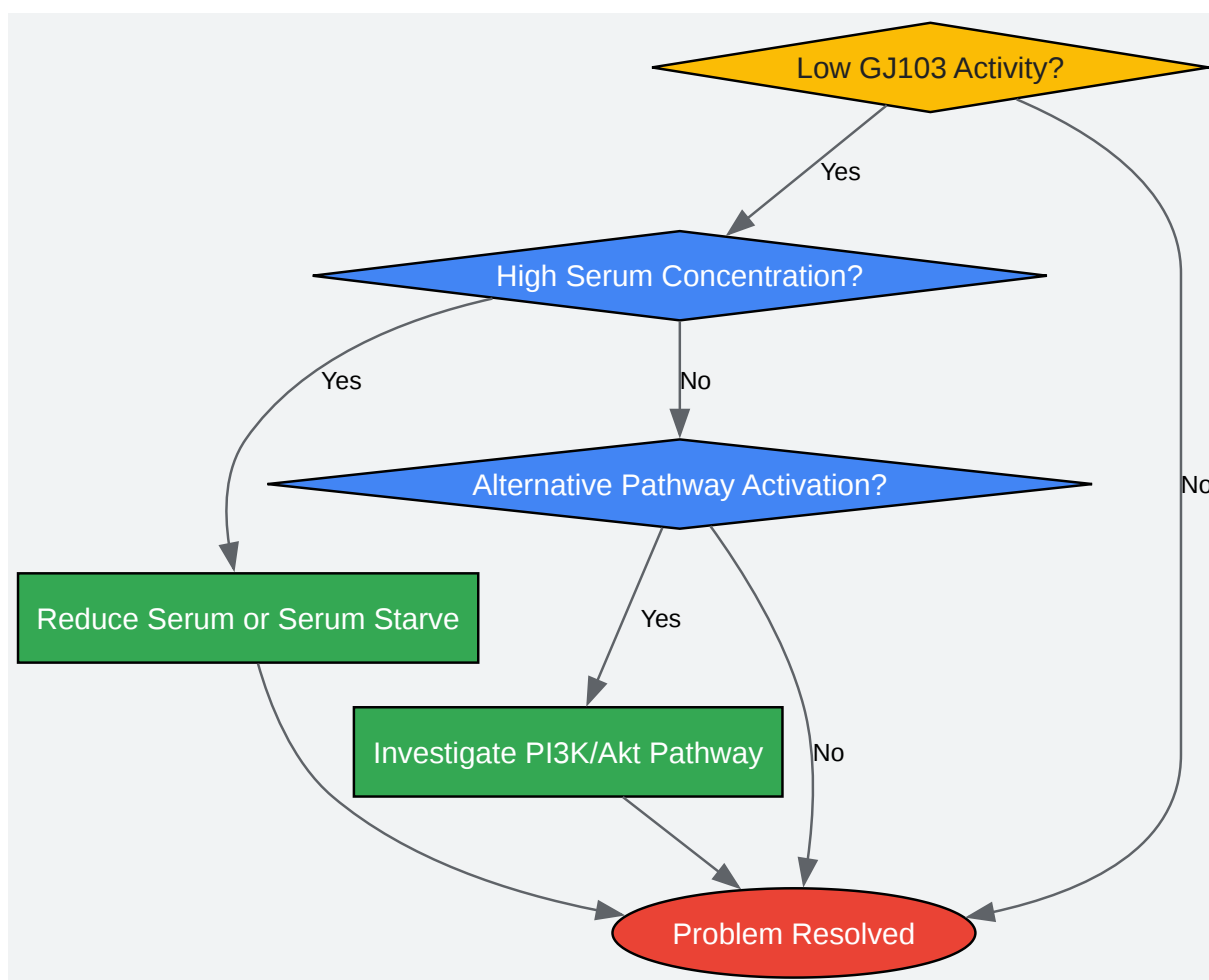 Low GJ103 Activity?
Yes
High Serum Concentration?
Yes
No
Alternative Pathway Activation?
No
Reduce Serum or Serum Starve
Yes
Investigate PI3K/Akt Pathway
No
Problem Resolved